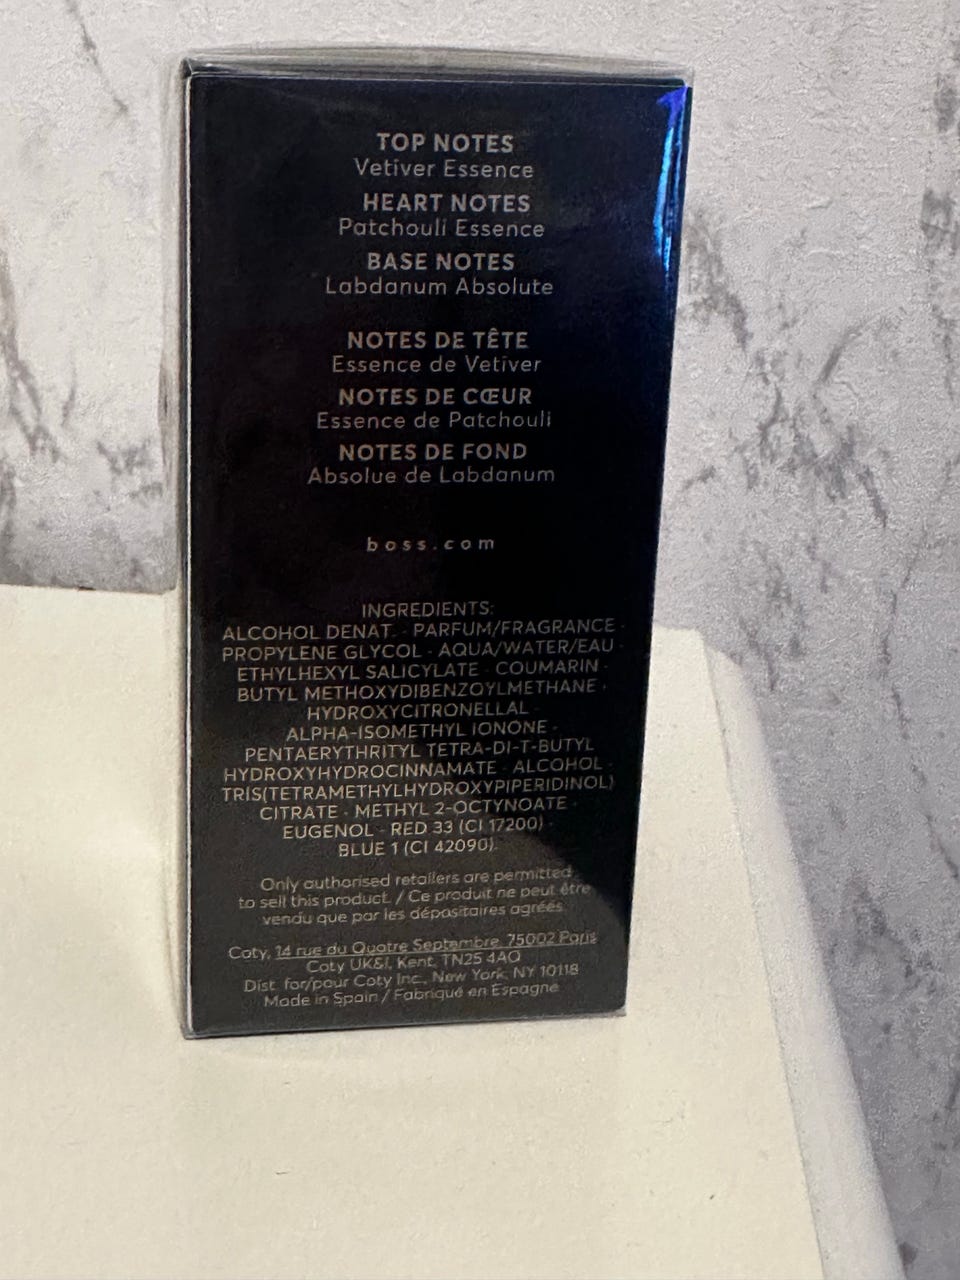 TOP NOTES
Vetiver Essence
HEART NOTES
Patchouli Essence
BASE NOTES
Labdanum Absolute
NOTES DE TÊTE
Essence de Vetiver
NOTES DE CŒUR
Essence de Patchouli
NOTES DE FOND
Absolue de Labdanum
boss.com
INGREDIENTS:
ALCOHOL DENAT. · PARFUM/FRAGRANCE ·
PROPYLENE GLYCOL · AQUA/WATER/EAU ·
ETHYLHEXYL SALICYLATE · COUMARIN ·
BUTYL METHOXYDIBENZOYLMETHANE ·
HYDROXYCITRONELLAL ·
ALPHA-ISOMETHYL IONONE ·
PENTAERYTHRITYL TETRA-DI-T-BUTYL
HYDROXYHYDROCINNAMATE · ALCOHOL ·
TRIS(TETRAMETHYLHYDROXYPIPERIDINOL)
CITRATE · METHYL 2-OCTYNOATE ·
EUGENOL · RED 33 (CI 17200) ·
BLUE 1 (CI 42090).
Only authorised retailers are permitted
to sell this product. / Ce produit ne peut être
vendu que par les dépositaires agréés.
Coty, 14 rue du Quatre Septembre, 75002 Paris
Coty UK&I, Kent, TN25 4AQ
Dist. for/pour Coty Inc., New York, NY 10118
Made in Spain / Fabriqué en Espagne